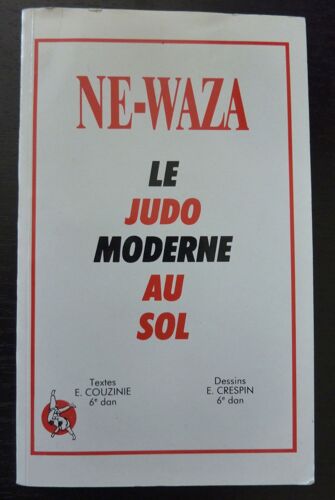 NE-WAZA
LE
JUDO
MODERNE
AU
SOL
Textes
E. COUZINIE
6e dan
Dessins
E. CRESPIN
6e dan